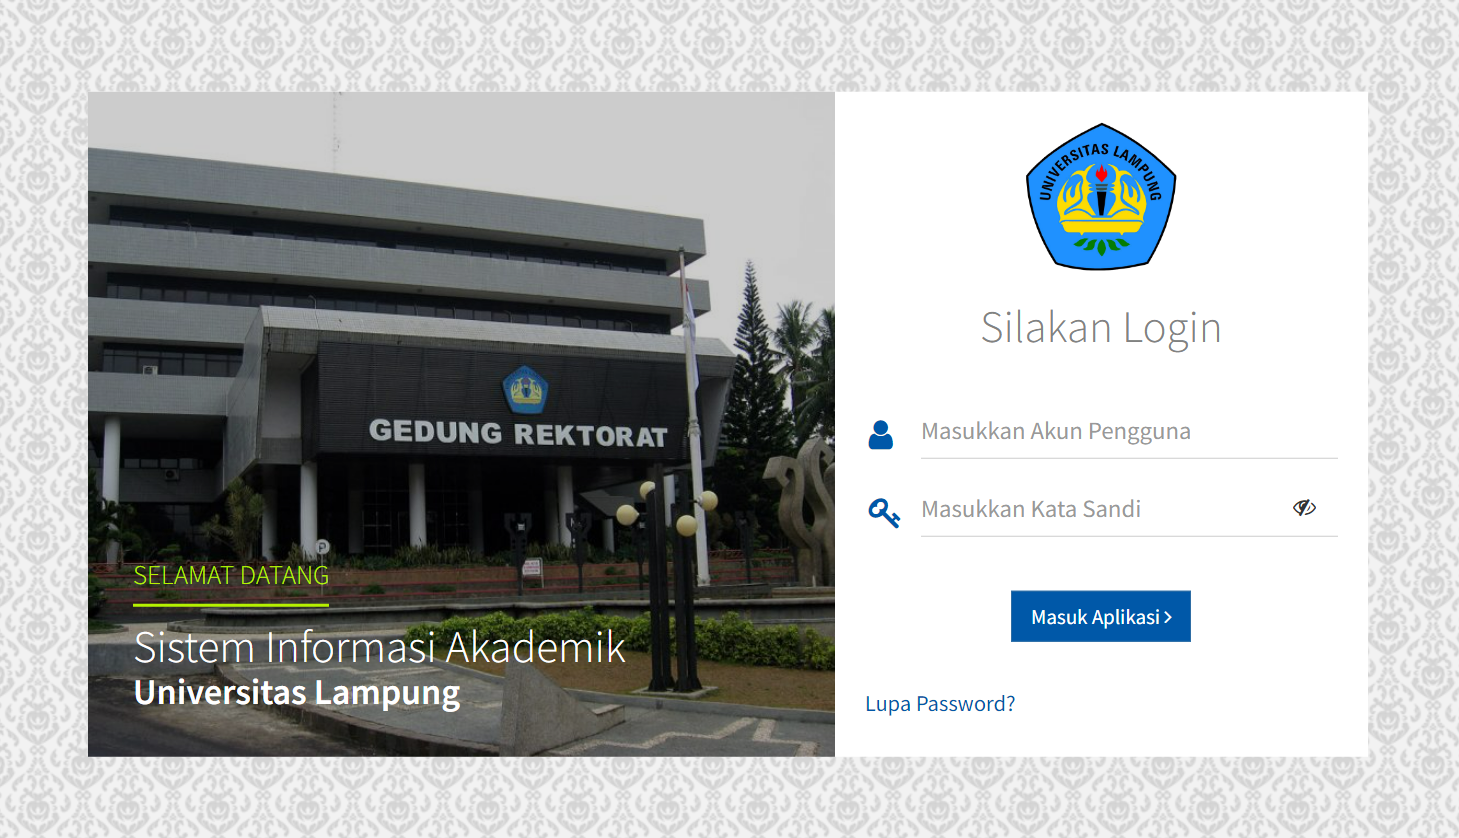 GEDUNG REKTORAT
SELAMAT DATANG
Sistem Informasi Akademik
Universitas Lampung
UNIVERSITAS LAMPUNG
Silakan Login
Masukkan Akun Pengguna
Masukkan Kata Sandi
Masuk Aplikasi
Lupa Password?